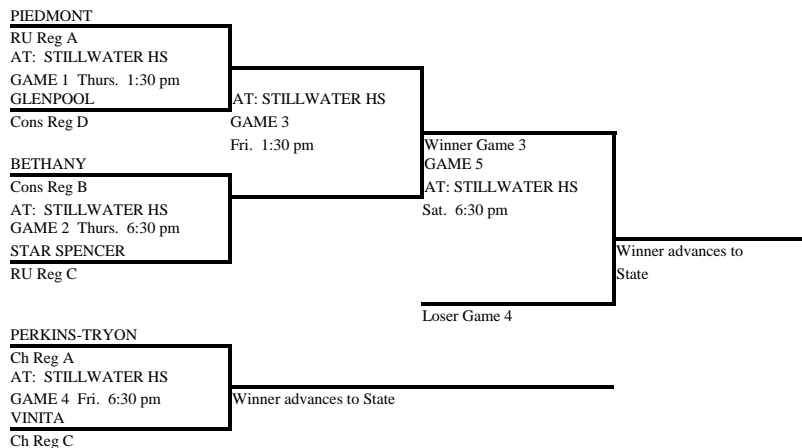 PIEDMONT
RU Reg A
AT: STILLWATER HS
GAME 1 Thurs. 1:30 pm
GLENPOOL
Cons Reg D
AT: STILLWATER HS
GAME 3
Fri. 1:30 pm
BETHANY
Cons Reg B
AT: STILLWATER HS
GAME 2 Thurs. 6:30 pm
STAR SPENCER
RU Reg C
Winner Game 3
GAME 5
AT: STILLWATER HS
Sat. 6:30 pm
Winner advances to
State
Loser Game 4
PERKINS-TRYON
Ch Reg A
AT: STILLWATER HS
GAME 4 Fri. 6:30 pm
VINITA
Ch Reg C
Winner advances to State